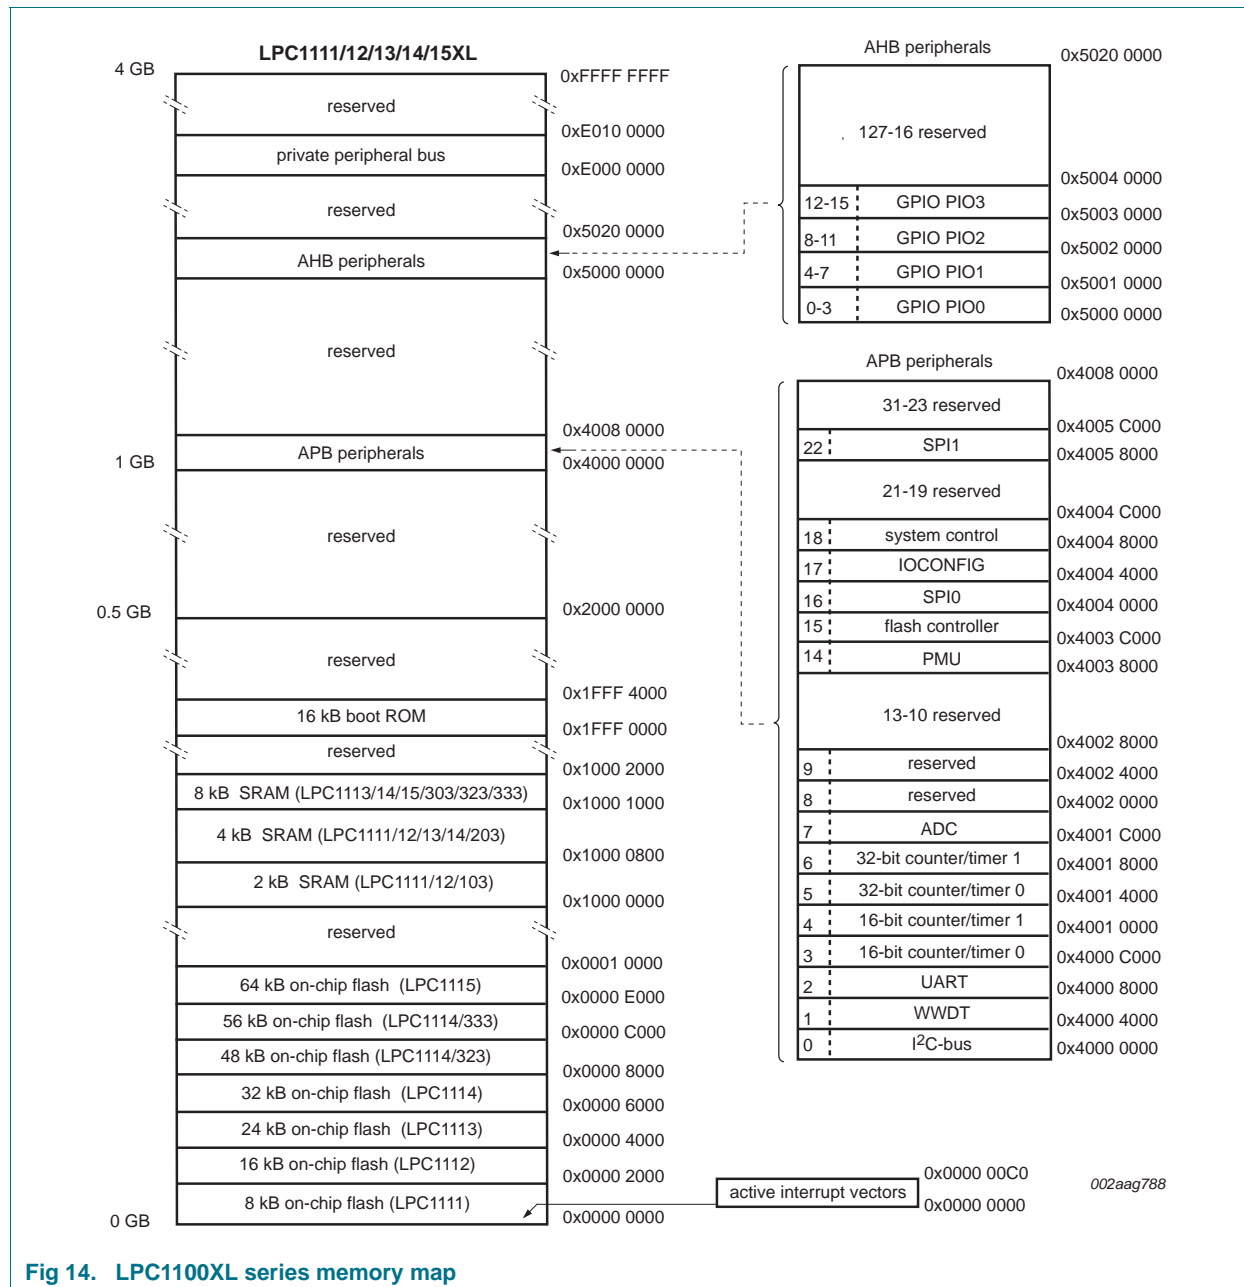 LPC1111/12/13/14/15XL
4 GB
0xFFFF FFFF
reserved
0xE010 0000
private peripheral bus
0xE000 0000
reserved
0x5020 0000
AHB peripherals
0x5000 0000
reserved
0x4008 0000
APB peripherals
1 GB
0x4000 0000
reserved
0.5 GB
0x2000 0000
reserved
0x1FFF 4000
16 kB boot ROM
0x1FFF 0000
reserved
0x1000 2000
8 kB SRAM (LPC1113/14/15/303/323/333)
0x1000 1000
4 kB SRAM (LPC1111/12/13/14/203)
0x1000 0800
2 kB SRAM (LPC1111/12/103)
0x1000 0000
reserved
0x0001 0000
64 kB on-chip flash (LPC1115)
0x0000 E000
56 kB on-chip flash (LPC1114/333)
0x0000 C000
48 kB on-chip flash (LPC1114/323)
0x0000 8000
32 kB on-chip flash (LPC1114)
0x0000 6000
24 kB on-chip flash (LPC1113)
0x0000 4000
16 kB on-chip flash (LPC1112)
0x0000 2000
8 kB on-chip flash (LPC1111)
0 GB
0x0000 0000
AHB peripherals
0x5020 0000
127-16 reserved
0x5004 0000
12-15 GPIO PIO3
0x5003 0000
8-11 GPIO PIO2
0x5002 0000
4-7 GPIO PIO1
0x5001 0000
0-3 GPIO PIO0
0x5000 0000
APB peripherals
0x4008 0000
31-23 reserved
0x4005 C000
22 SPI1
0x4005 8000
21-19 reserved
0x4004 C000
18 system control
0x4004 8000
17 IOCONFIG
0x4004 4000
16 SPI0
0x4004 0000
15 flash controller
0x4003 C000
14 PMU
0x4003 8000
13-10 reserved
0x4002 8000
9 reserved
0x4002 4000
8 reserved
0x4002 0000
7 ADC
0x4001 C000
6 32-bit counter/timer 1
0x4001 8000
5 32-bit counter/timer 0
0x4001 4000
4 16-bit counter/timer 1
0x4001 0000
3 16-bit counter/timer 0
0x4000 C000
2 UART
0x4000 8000
1 WWDT
0x4000 4000
0 I2C-bus
0x4000 0000
active interrupt vectors
0x0000 00C0
0x0000 0000
002aag788
Fig 14. LPC1100XL series memory map